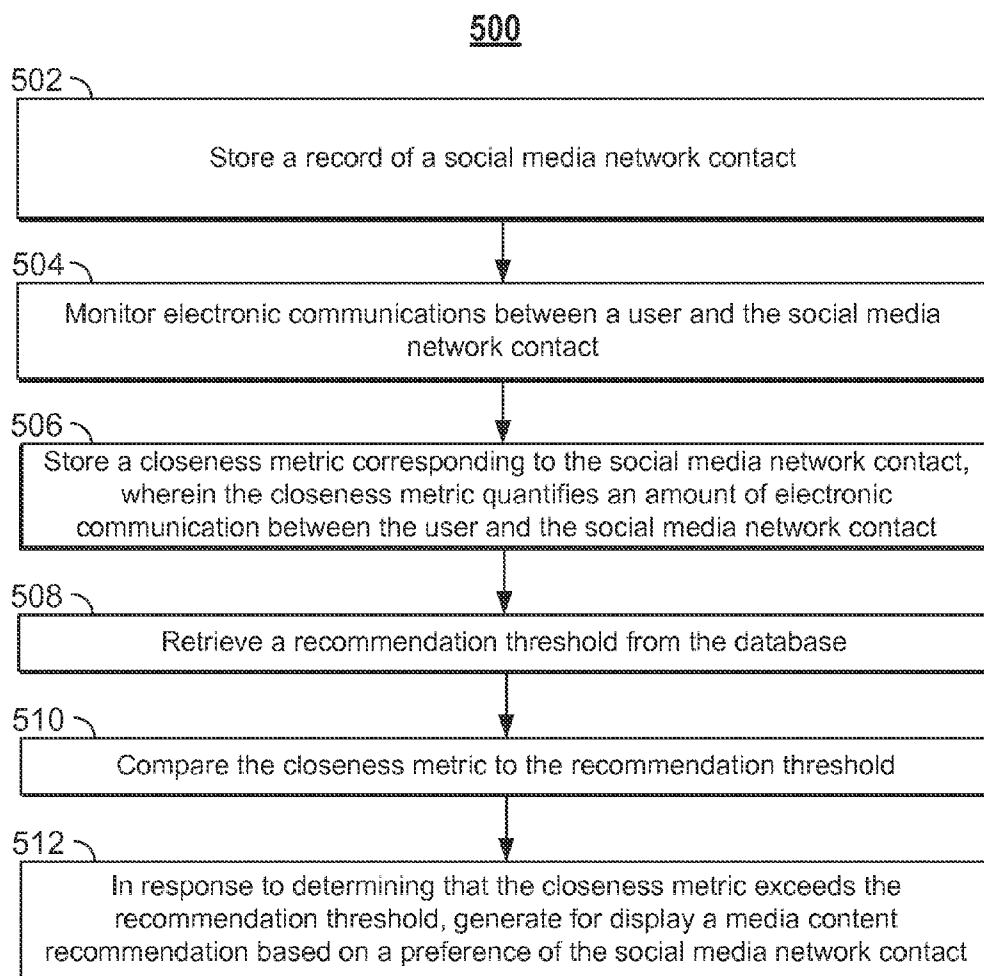 500
502
Store a record of a social media network contact
504
Monitor electronic communications between a user and the social media
network contact
506
Store a closeness metric corresponding to the social media network contact,
wherein the closeness metric quantifies an amount of electronic
communication between the user and the social media network contact
508
Retrieve a recommendation threshold from the database
510
Compare the closeness metric to the recommendation threshold
512
In response to determining that the closeness metric exceeds the
recommendation threshold, generate for display a media content
recommendation based on a preference of the social media network contact